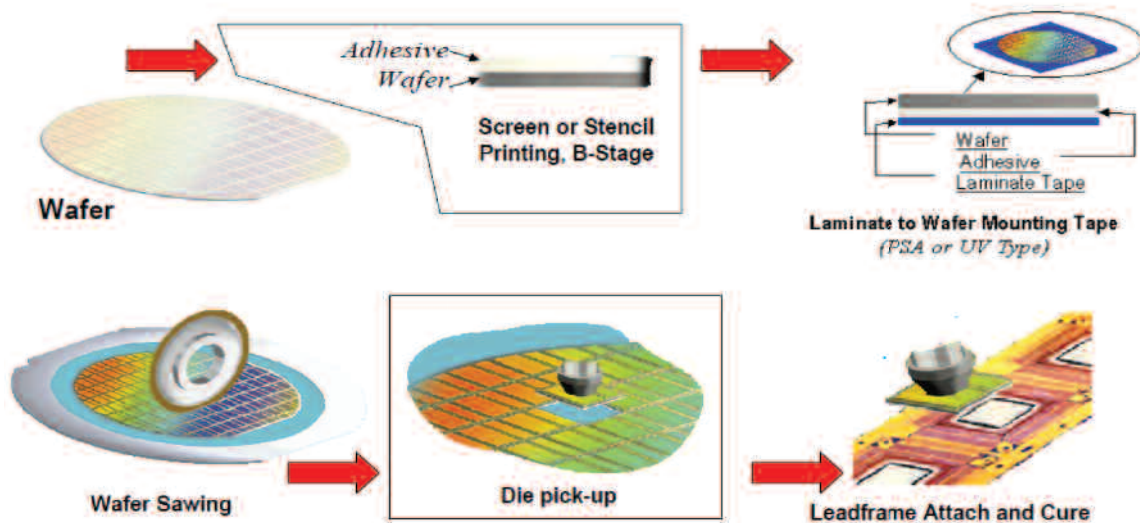 Adhesive
Wafer
Screen or Stencil
Printing, B-Stage
Wafer
Wafer
Adhesive
Laminate Tape
Laminate to Wafer Mounting Tape
(PSA or UV Type)
Wafer Sawing
Die pick-up
Leadframe Attach and Cure